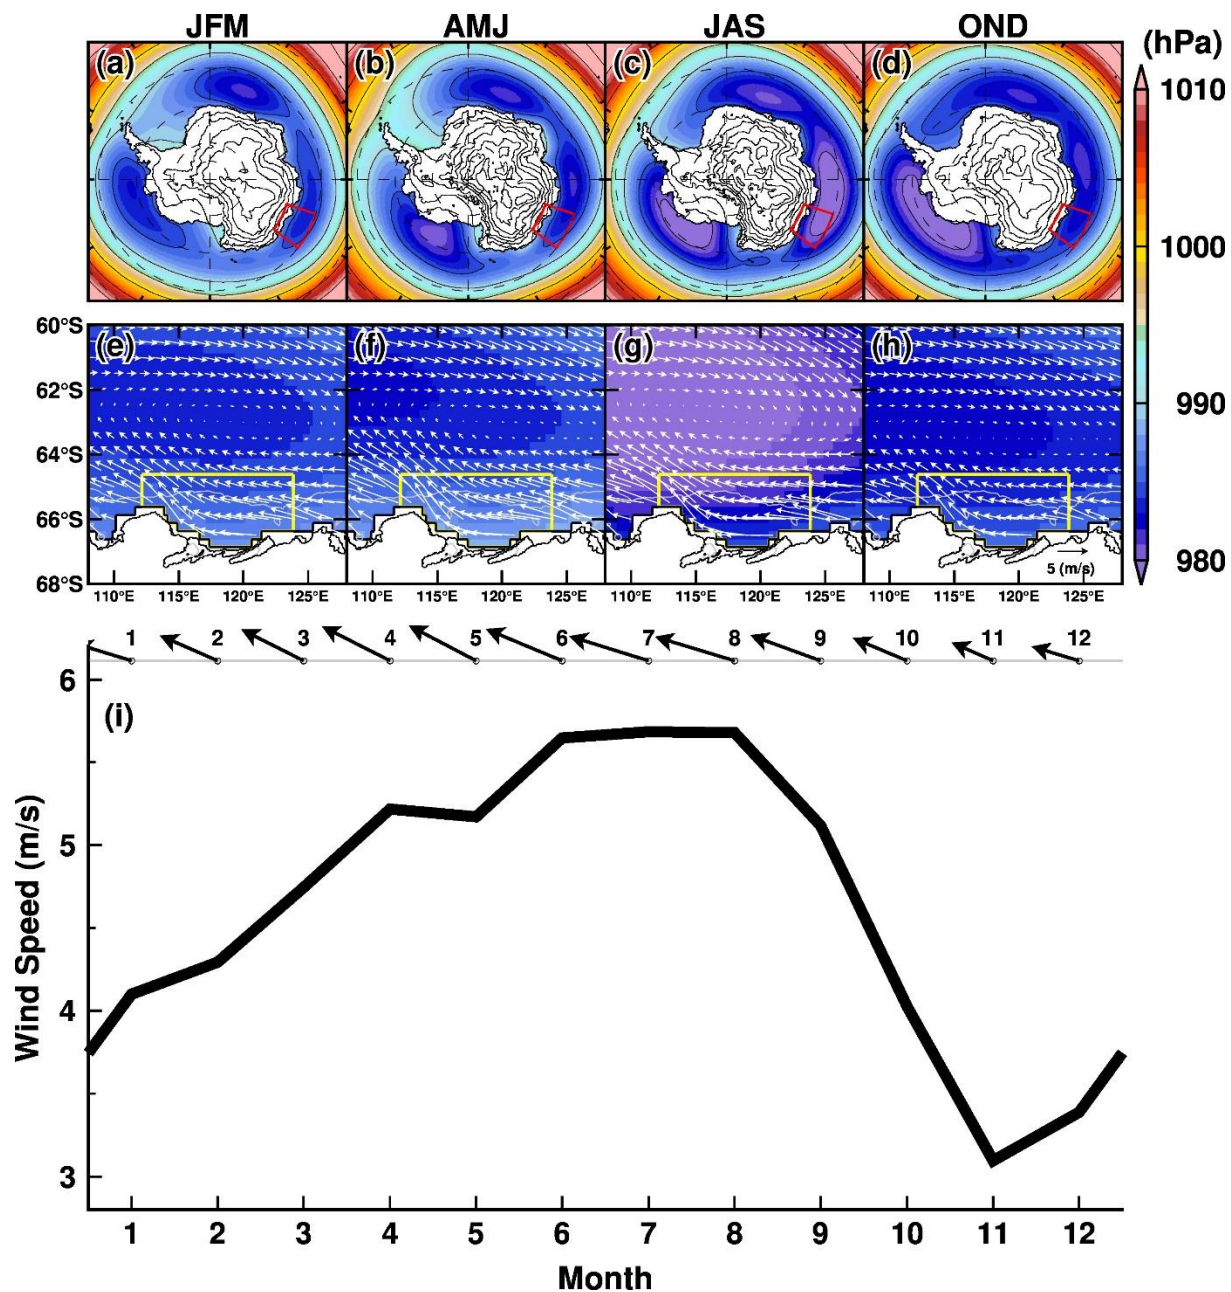 JFM AMJ JAS OND (hPa)
(a) (b) (c) (d)
1010
1000
990
980
(e) (f) (g) (h)
60°S
62°S
64°S
66°S
68°S
5 (m/s)
110°E 115°E 120°E 125°E 110°E 115°E 120°E 125°E 110°E 115°E 120°E 125°E 110°E 115°E 120°E 125°E
1 2 3 4 5 6 7 8 9 10 11 12
(i)
6
5
4
3
Wind Speed (m/s)
1 2 3 4 5 6 7 8 9 10 11 12
Month